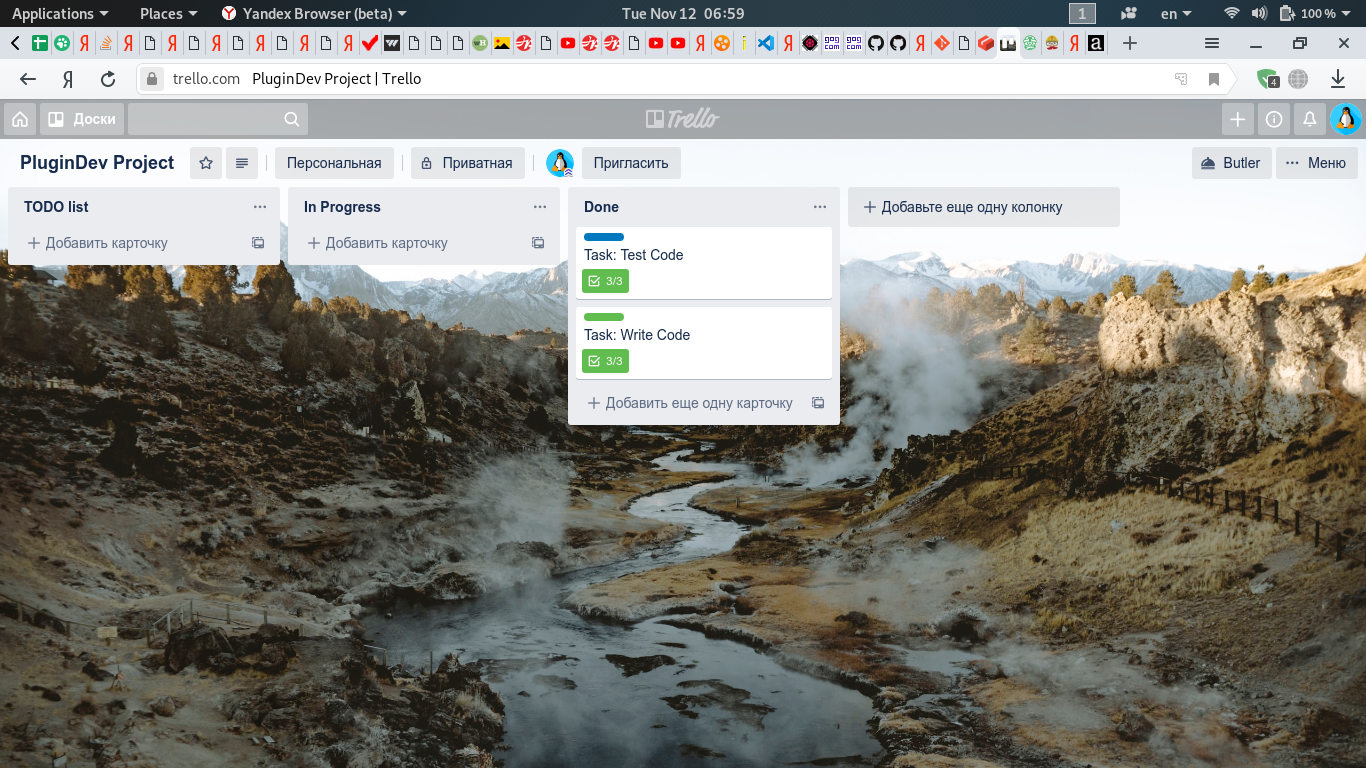 Applications Places Yandex Browser (beta) Tue Nov 12 06:59 1 en 100 %
trello.com PluginDev Project | Trello 4
Доски Trello
PluginDev Project Персональная Приватная Пригласить Butler Меню
TODO list In Progress Done Добавьте еще одну колонку
Добавить карточку Добавить карточку
Task: Test Code
3/3
Task: Write Code
3/3
Добавить еще одну карточку